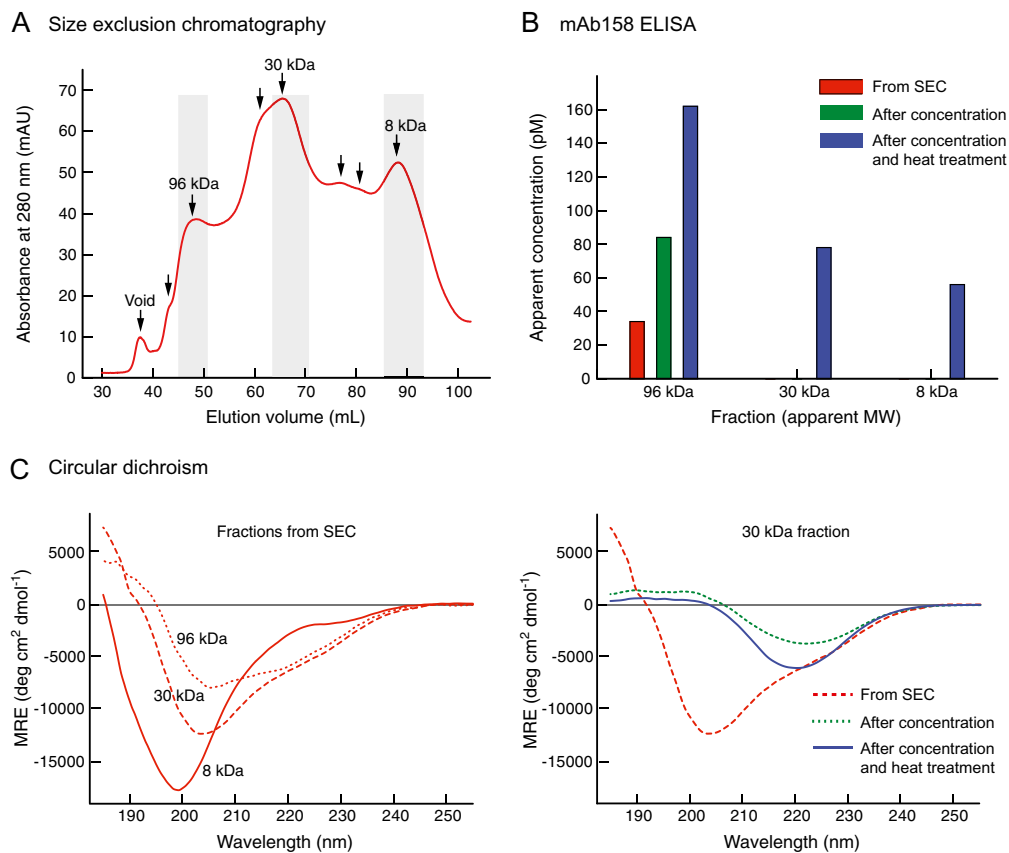 A Size exclusion chromatography
Absorbance at 280 nm (mAU)
70
60
50
40
30
20
10
0
Void
96 kDa
30 kDa
8 kDa
30 40 50 60 70 80 90 100
Elution volume (mL)
B mAb158 ELISA
Apparent concentration (pM)
160
140
120
100
80
60
40
20
0
From SEC
After concentration
After concentration
and heat treatment
96 kDa 30 kDa 8 kDa
Fraction (apparent MW)
C Circular dichroism
Fractions from SEC
MRE (deg cm² dmol⁻¹)
5000
0
-5000
-10000
-15000
96 kDa
30 kDa
8 kDa
190 200 210 220 230 240 250
Wavelength (nm)
30 kDa fraction
MRE (deg cm² dmol⁻¹)
5000
0
-5000
-10000
-15000
From SEC
After concentration
After concentration
and heat treatment
190 200 210 220 230 240 250
Wavelength (nm)